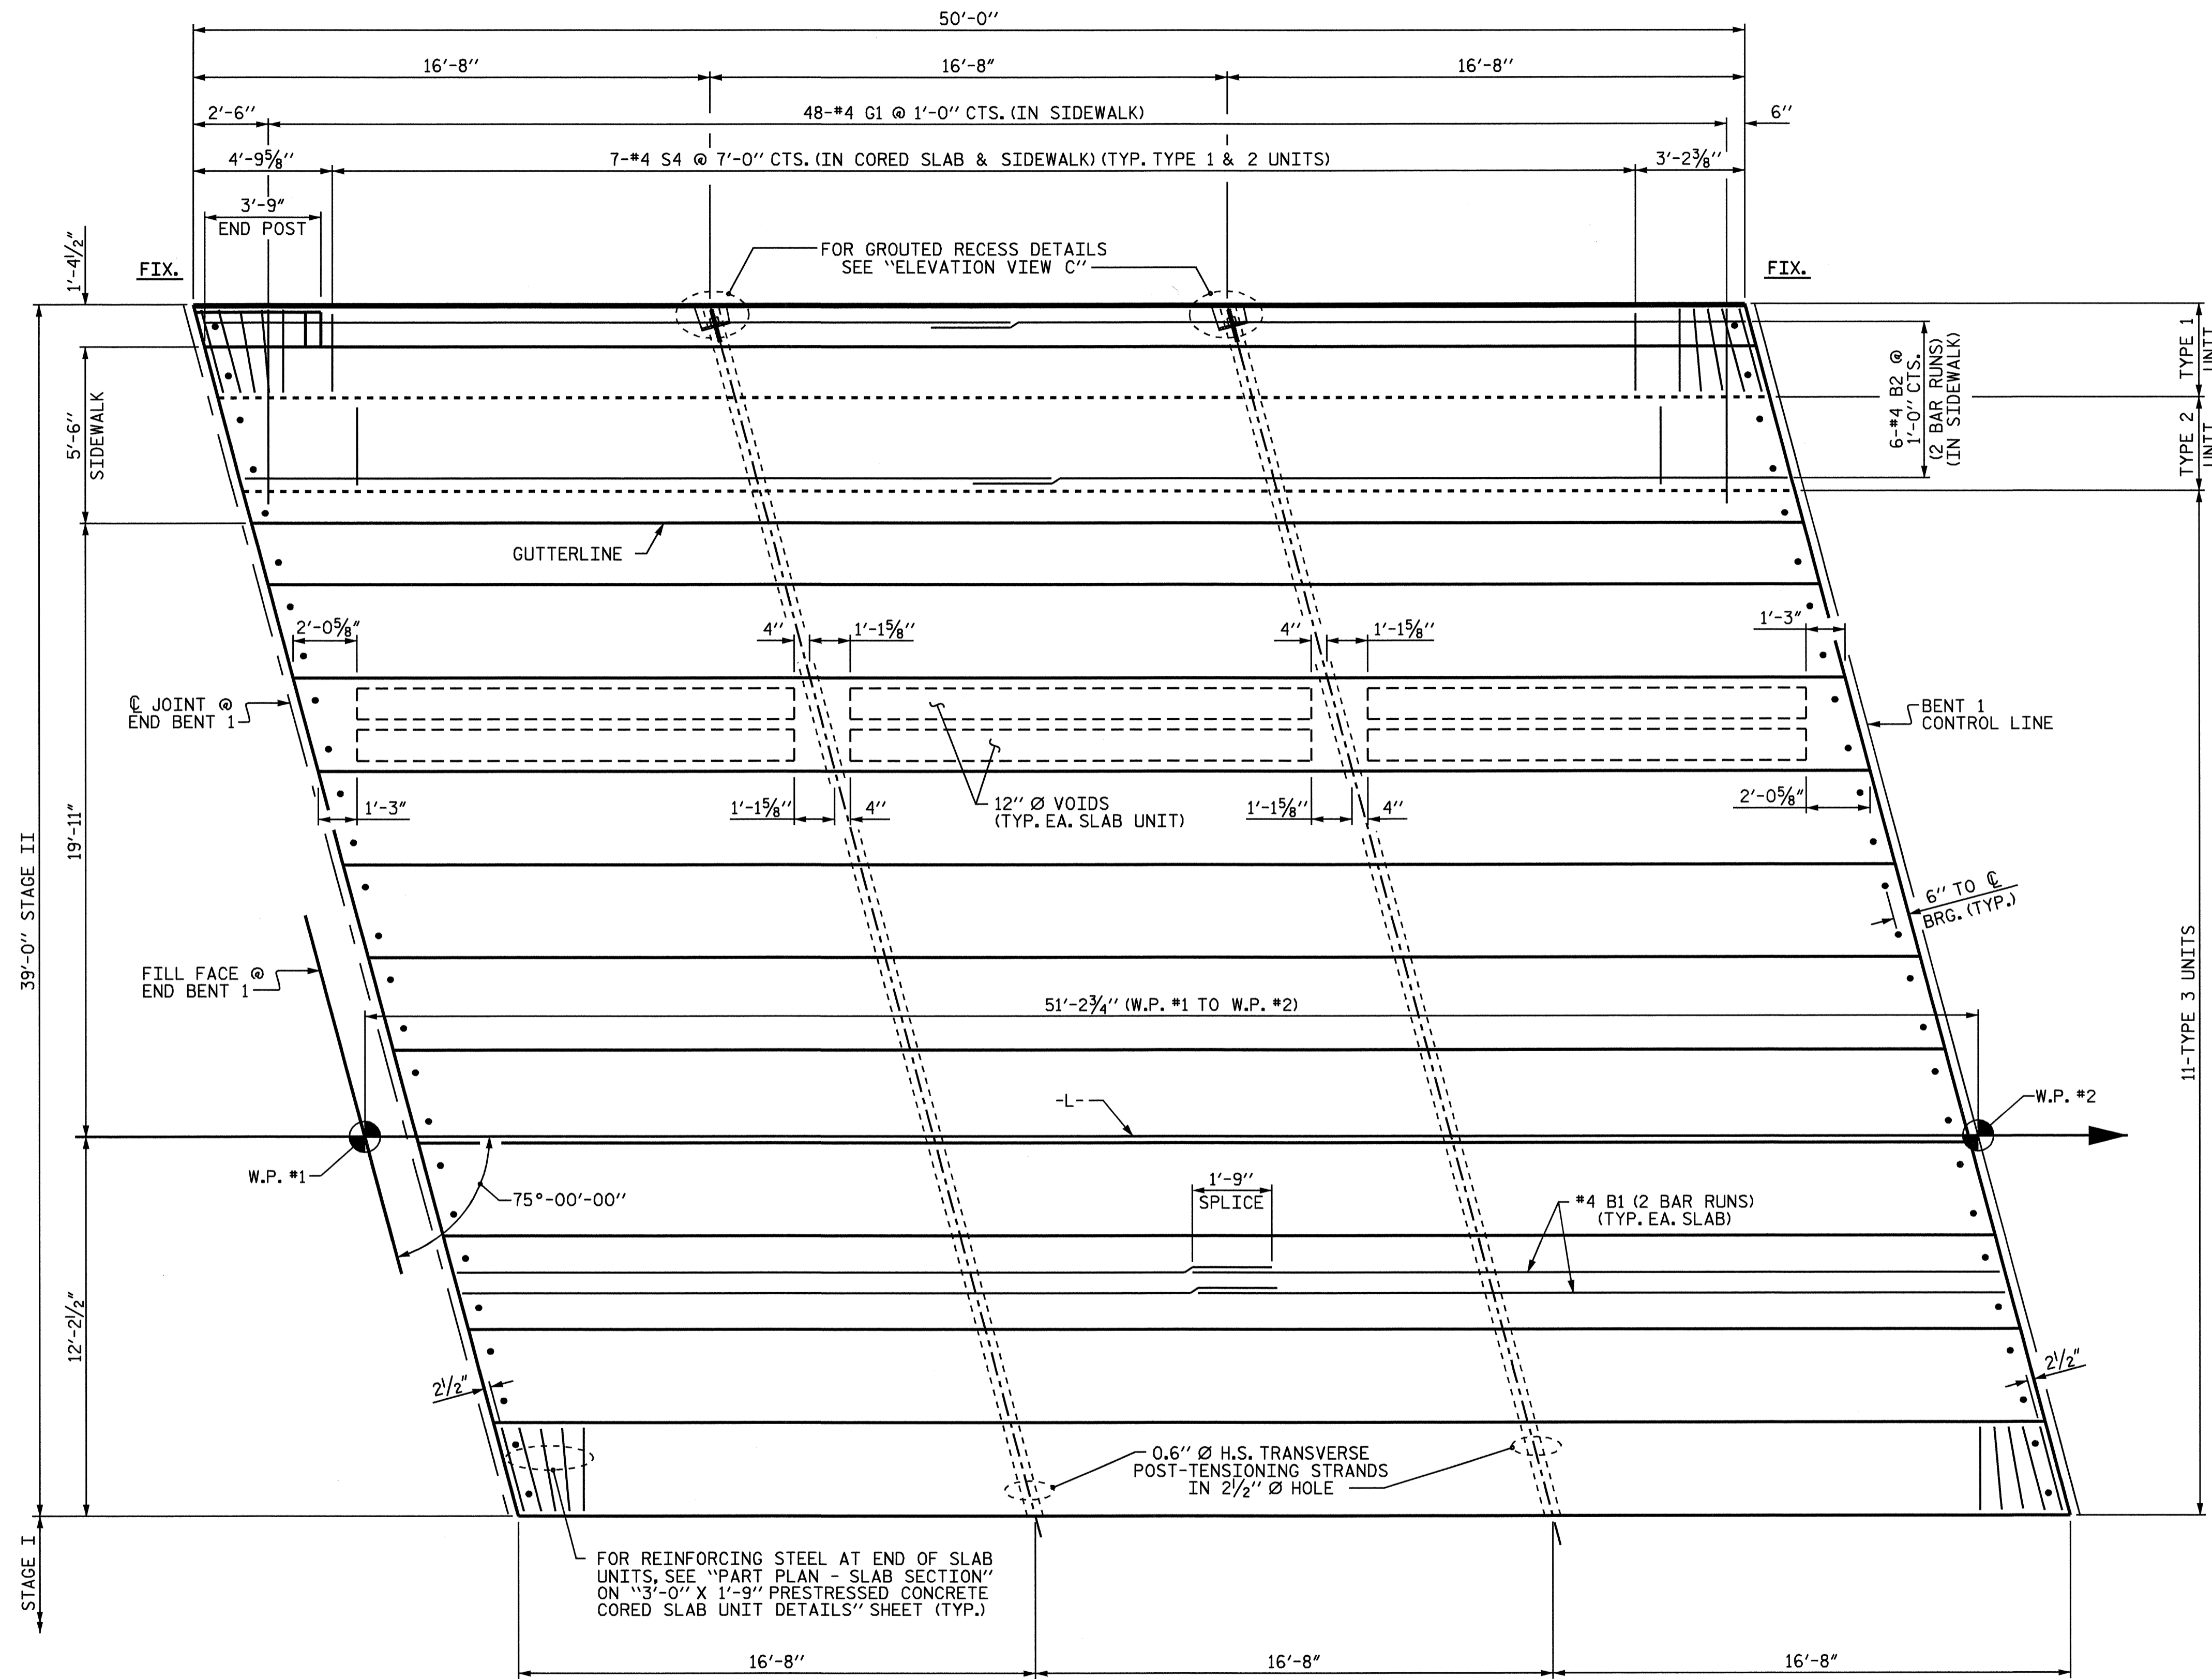 50'-0"
16'-8" 16'-8" 16'-8"
2'-6" 48-#4 G1 @ 1'-0" CTS. (IN SIDEWALK) 6"
4'-9⅝" 7-#4 S4 @ 7'-0" CTS. (IN CORED SLAB & SIDEWALK) (TYP. TYPE 1 & 2 UNITS) 3'-2⅜"
3'-9"
END POST
1'-4½"
FIX.
FOR GROUTED RECESS DETAILS
SEE "ELEVATION VIEW C"
FIX.
TYPE 1
UNIT
6-#4 B2 @
1'-0" CTS.
(2 BAR RUNS)
(IN SIDEWALK)
TYPE 2
UNIT
5'-6"
SIDEWALK
GUTTERLINE
2'-0⅝" 4" 1'-1⅝" 4" 1'-1⅝" 1'-3"
℄ JOINT @
END BENT 1
BENT 1
CONTROL LINE
1'-3" 1'-1⅝" 4" 1'-1⅝" 4" 2'-0⅝"
12" Ø VOIDS
(TYP. EA. SLAB UNIT)
19'-11"
39'-0" STAGE II
6" TO ℄
BRG. (TYP.)
FILL FACE @
END BENT 1
51'-2¾" (W.P. #1 TO W.P. #2)
11-TYPE 3 UNITS
-L-
W.P. #2
W.P. #1
75°-00'-00"
1'-9"
SPLICE
#4 B1 (2 BAR RUNS)
(TYP. EA. SLAB)
12'-2½"
2½"
2½"
0.6" Ø H.S. TRANSVERSE
POST-TENSIONING STRANDS
IN 2½" Ø HOLE
STAGE I
FOR REINFORCING STEEL AT END OF SLAB
UNITS, SEE "PART PLAN - SLAB SECTION"
ON "3'-0" X 1'-9" PRESTRESSED CONCRETE
CORED SLAB UNIT DETAILS" SHEET (TYP.)
16'-8" 16'-8" 16'-8"